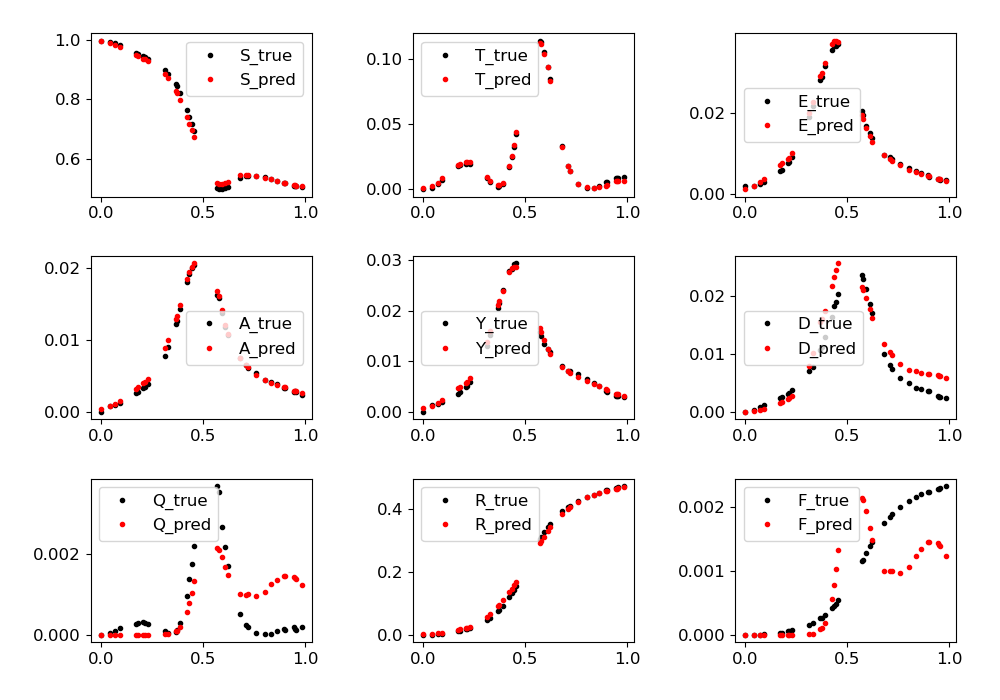 1.0
0.8
0.6
S_true
S_pred
0.0
0.5
1.0
0.10
0.05
0.00
T_true
T_pred
0.0
0.5
1.0
0.02
0.00
E_true
E_pred
0.0
0.5
1.0
0.02
0.01
0.00
A_true
A_pred
0.0
0.5
1.0
0.03
0.02
0.01
0.00
Y_true
Y_pred
0.0
0.5
1.0
0.02
0.01
0.00
D_true
D_pred
0.0
0.5
1.0
0.002
0.000
Q_true
Q_pred
0.0
0.5
1.0
0.4
0.2
0.0
R_true
R_pred
0.0
0.5
1.0
0.002
0.001
0.000
F_true
F_pred
0.0
0.5
1.0